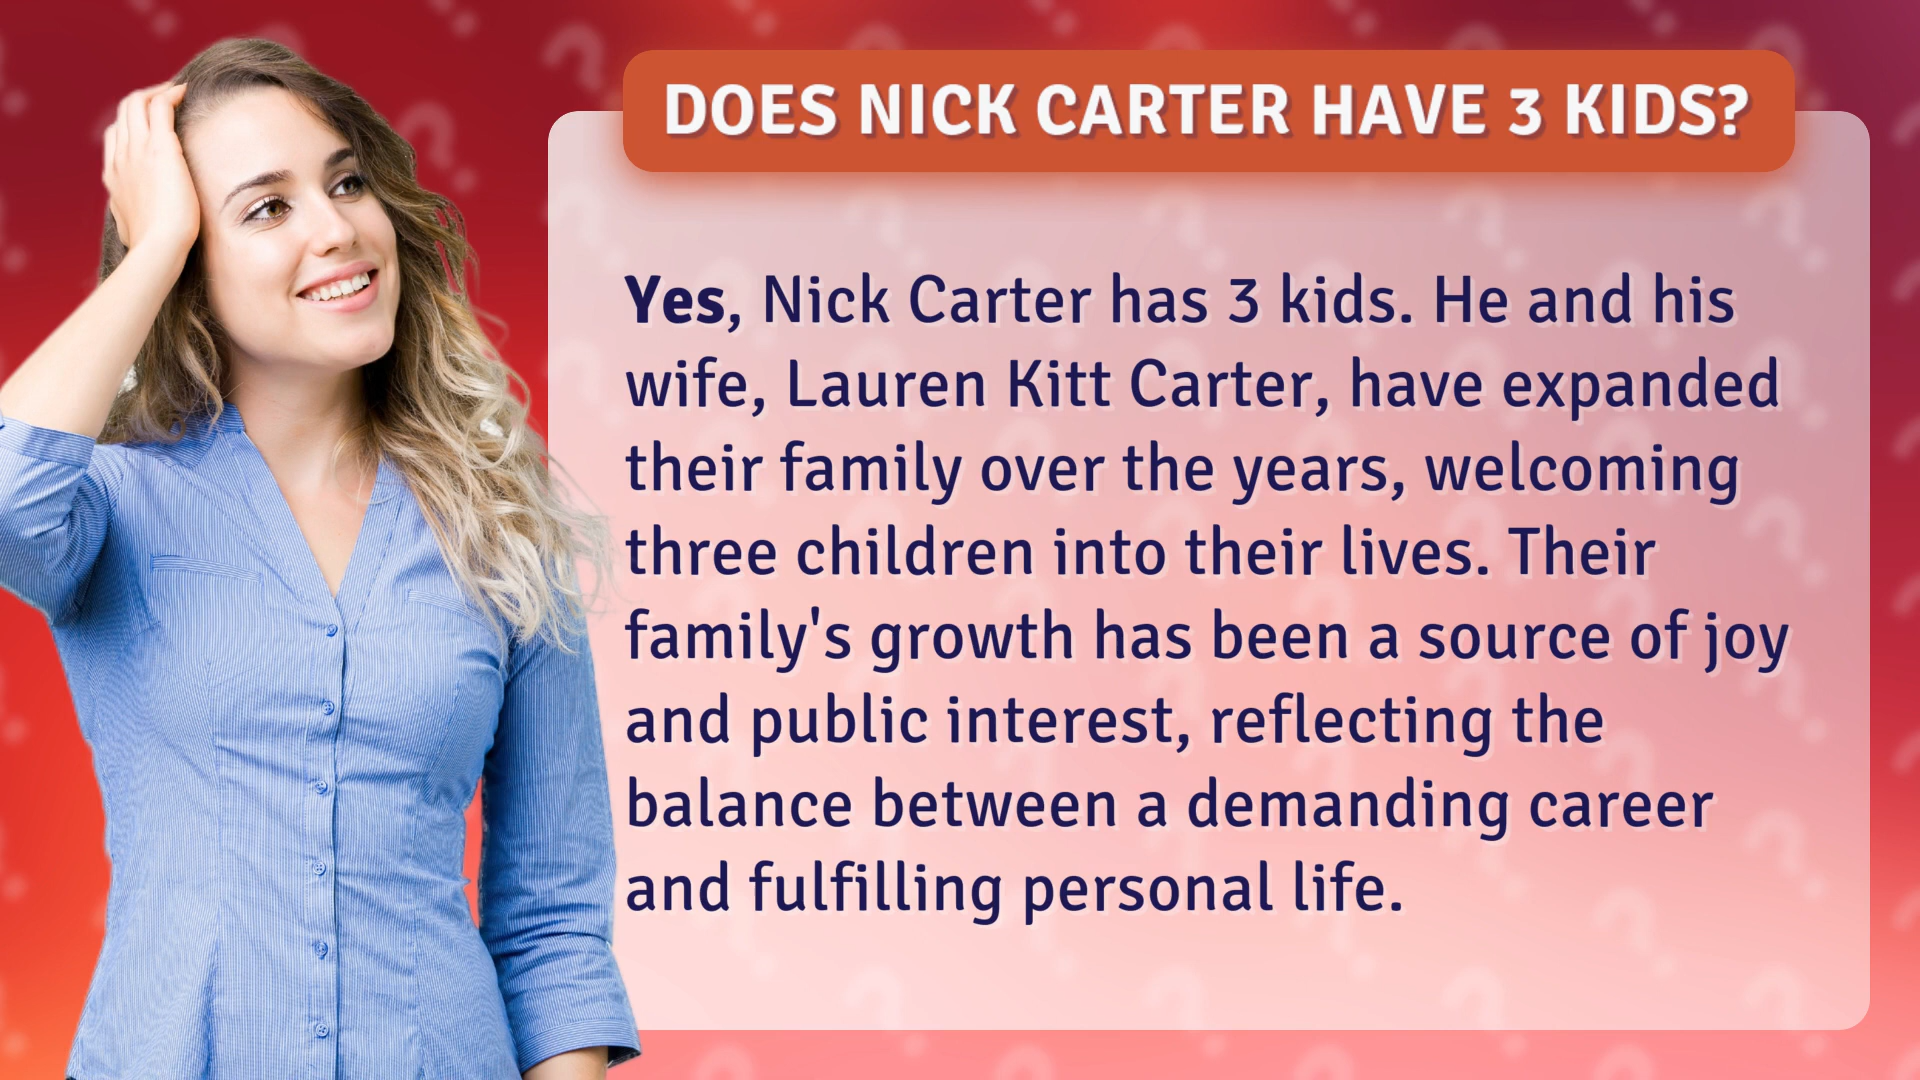 DOES NICK CARTER HAVE 3 KIDS?
Yes, Nick Carter has 3 kids. He and his
wife, Lauren Kitt Carter, have expanded
their family over the years, welcoming
three children into their lives. Their
family's growth has been a source of joy
and public interest, reflecting the
balance between a demanding career
and fulfilling personal life.